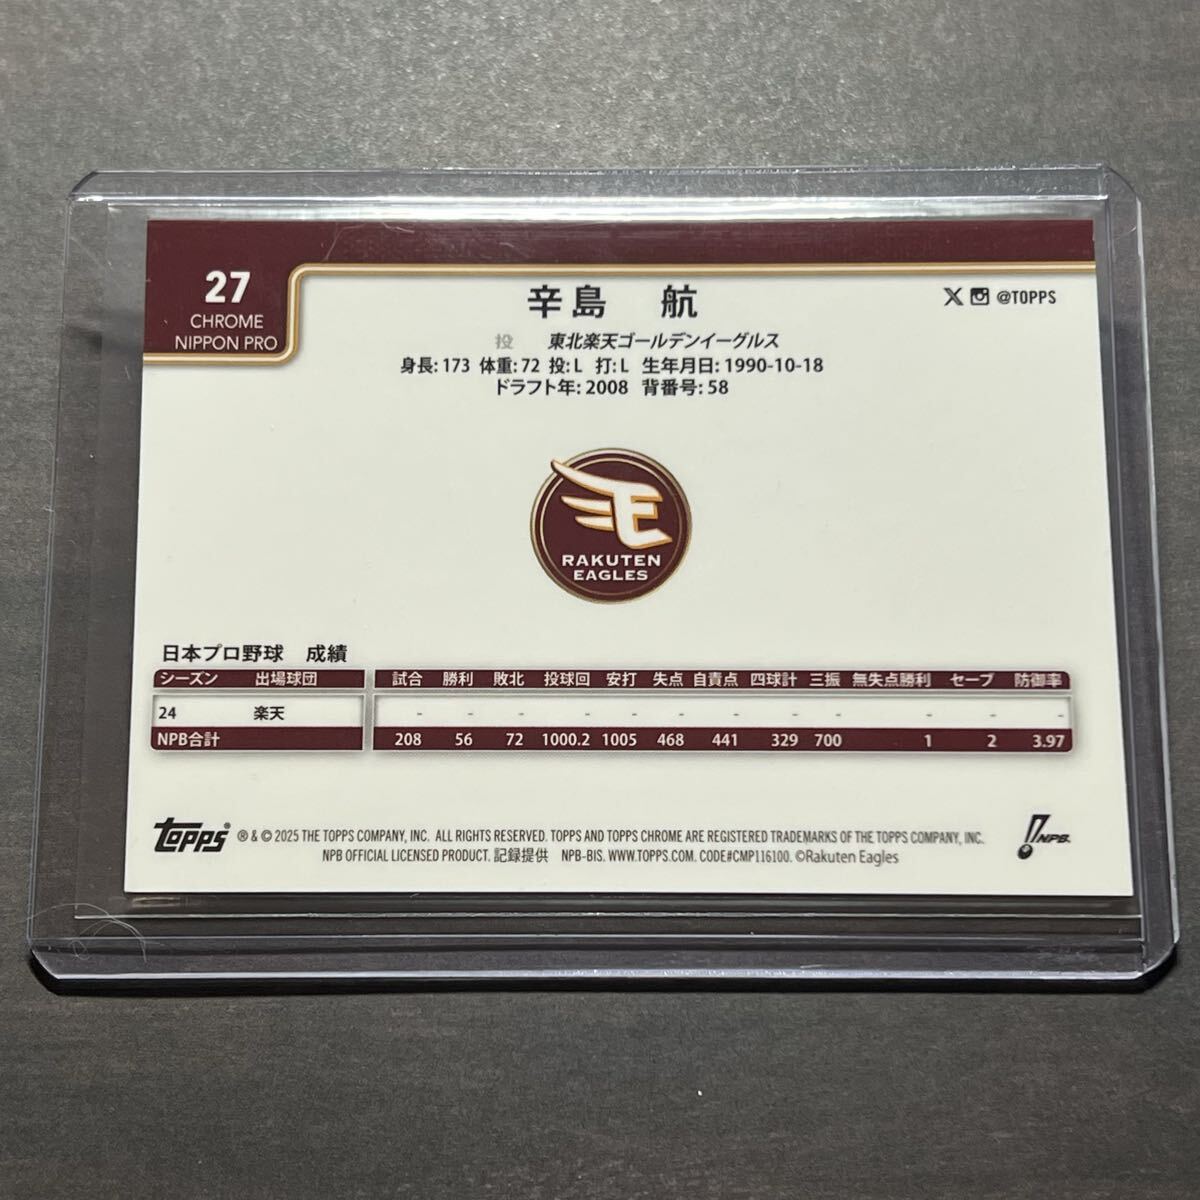 27
CHROME
NIPPON PRO
辛島 航
@TOPPS
投 東北楽天ゴールデンイーグルス
身長: 173 体重: 72 投: L 打: L 生年月日: 1990-10-18
ドラフト年: 2008 背番号: 58
RAKUTEN
EAGLES
日本プロ野球 成績
シーズン 出場球団 試合 勝利 敗北 投球回 安打 失点 自責点 四球計 三振 無失点勝利 セーブ 防御率
24 楽天 - - - - - - - - - - - -
NPB合計 208 56 72 1000.2 1005 468 441 329 700 1 2 3.97
topps® ® & © 2025 THE TOPPS COMPANY, INC. ALL RIGHTS RESERVED. TOPPS AND TOPPS CHROME ARE REGISTERED TRADEMARKS OF THE TOPPS COMPANY, INC.
NPB OFFICIAL LICENSED PRODUCT. 記録提供 NPB-BIS. WWW.TOPPS.COM. CODE#CMP116100. ©Rakuten Eagles
NPB.